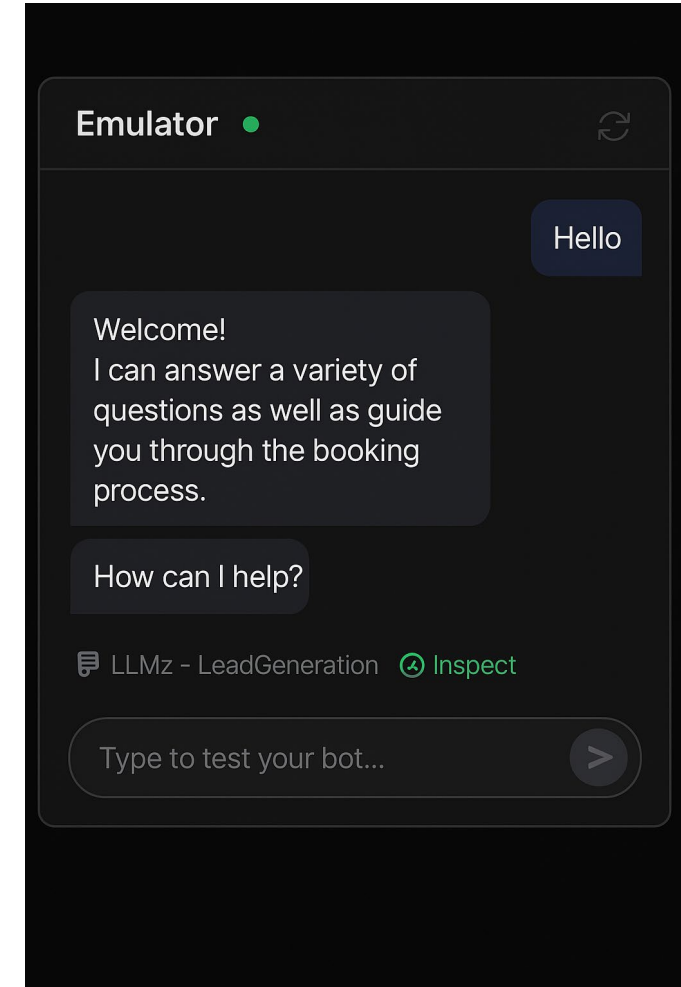 Emulator
Hello
Welcome!
I can answer a variety of
questions as well as guide
you through the booking
process.
How can I help?
LLMz - LeadGeneration Inspect
Type to test your bot...